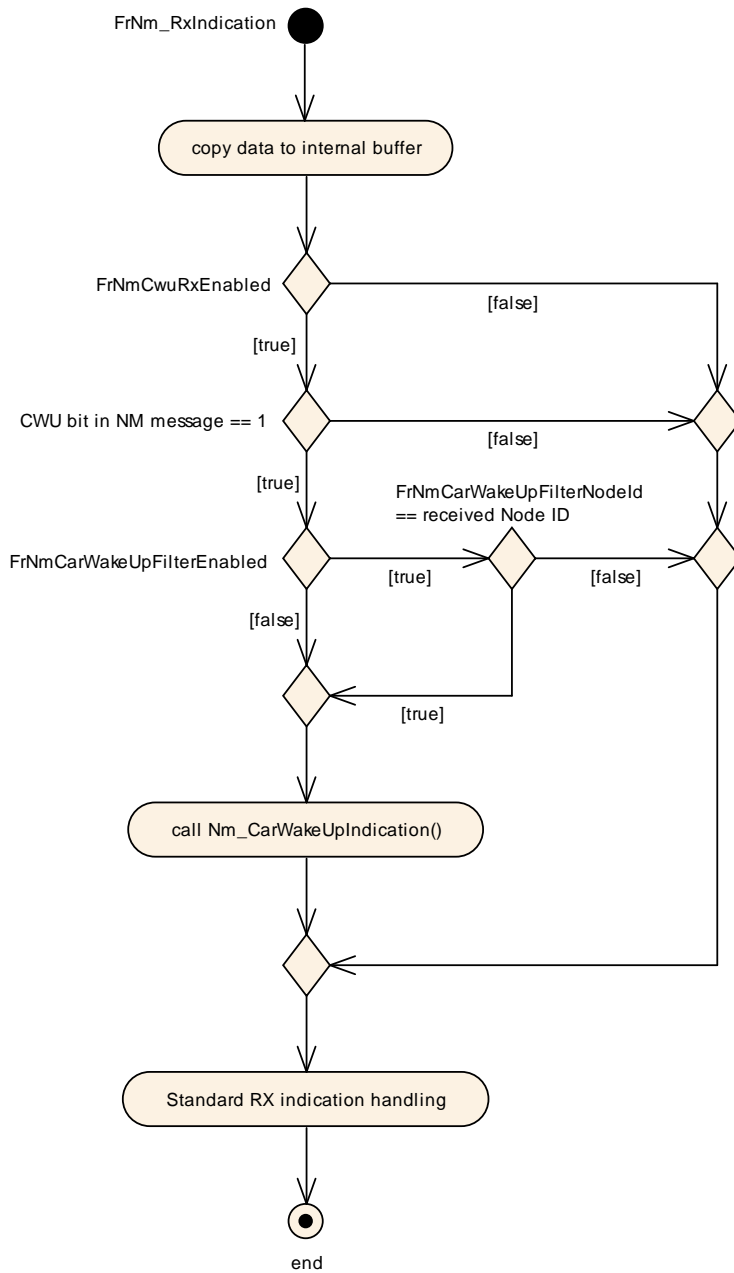 FrNm_RxIndication
copy data to internal buffer
FrNmCwuRxEnabled
[false]
[true]
CWU bit in NM message == 1
[false]
[true]
FrNmCarWakeUpFilterNodeId
== received Node ID
FrNmCarWakeUpFilterEnabled
[true]
[false]
[false]
[true]
call Nm_CarWakeUpIndication()
Standard RX indication handling
end